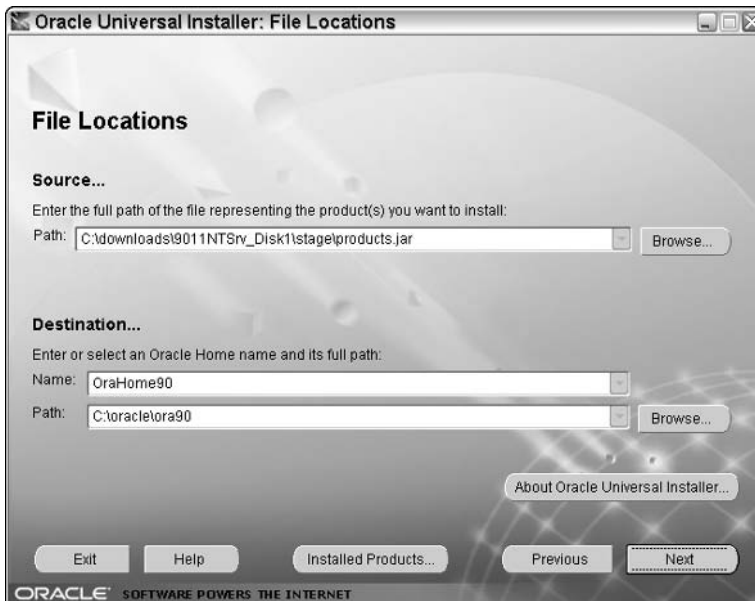 Oracle Universal Installer: File Locations
File Locations
Source...
Enter the full path of the file representing the product(s) you want to install:
Path: C:\downloads\9011NTSrv_Disk1\stage\products.jar Browse...
Destination...
Enter or select an Oracle Home name and its full path:
Name: OraHome90
Path: C:\oracle\ora90 Browse...
About Oracle Universal Installer...
Exit Help Installed Products... Previous Next
ORACLE SOFTWARE POWERS THE INTERNET